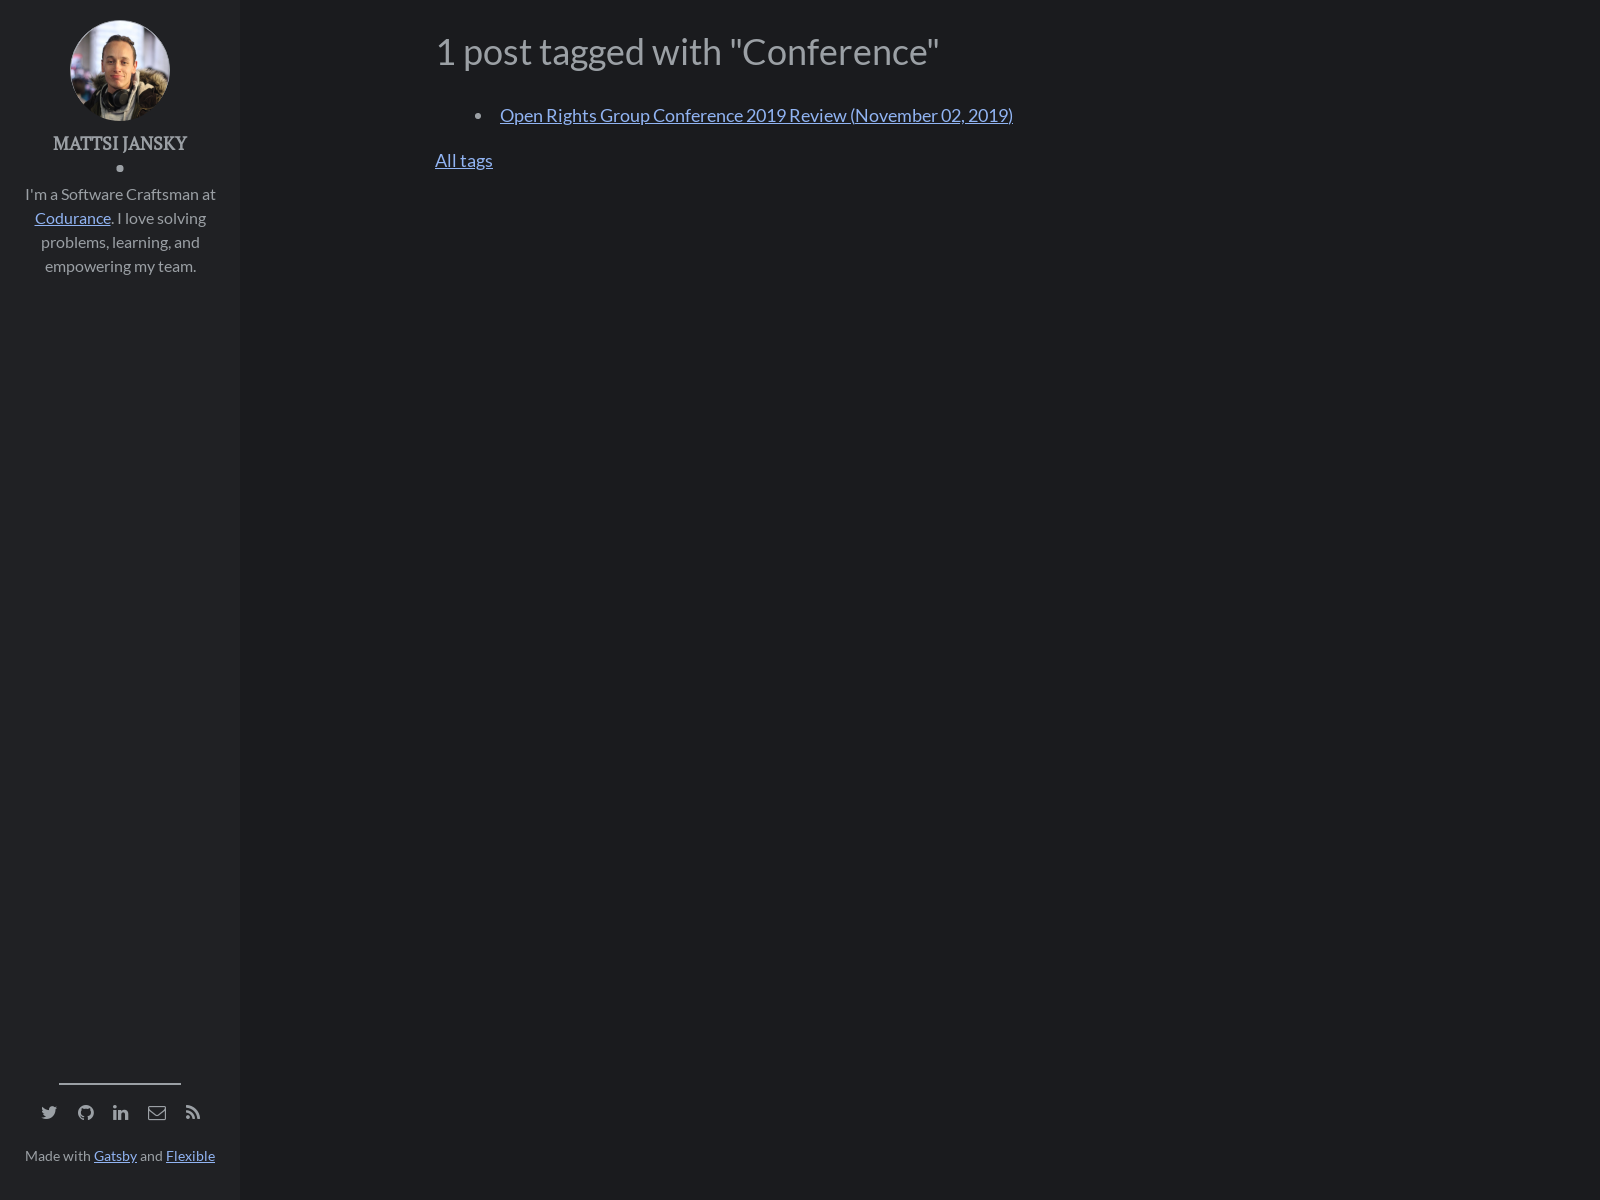 MATTSI JANSKY
I'm a Software Craftsman at
Codurance. I love solving
problems, learning, and
empowering my team.
Made with Gatsby and Flexible
1 post tagged with "Conference"
Open Rights Group Conference 2019 Review (November 02, 2019)
All tags